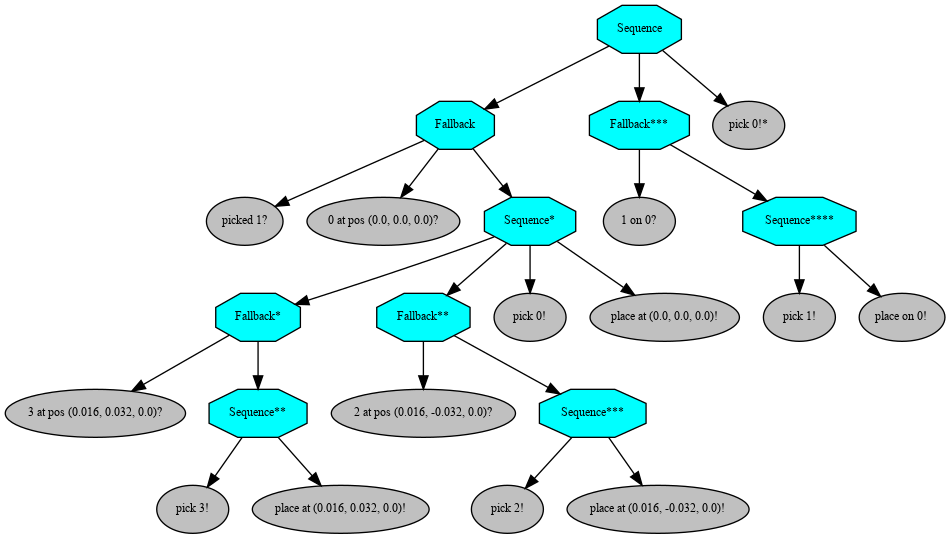 Sequence
Fallback
Fallback***
pick 0!*
picked 1?
0 at pos (0.0, 0.0, 0.0)?
Sequence*
1 on 0?
Sequence****
Fallback*
Fallback**
pick 0!
place at (0.0, 0.0, 0.0)!
pick 1!
place on 0!
3 at pos (0.016, 0.032, 0.0)?
Sequence**
2 at pos (0.016, -0.032, 0.0)?
Sequence***
pick 3!
place at (0.016, 0.032, 0.0)!
pick 2!
place at (0.016, -0.032, 0.0)!